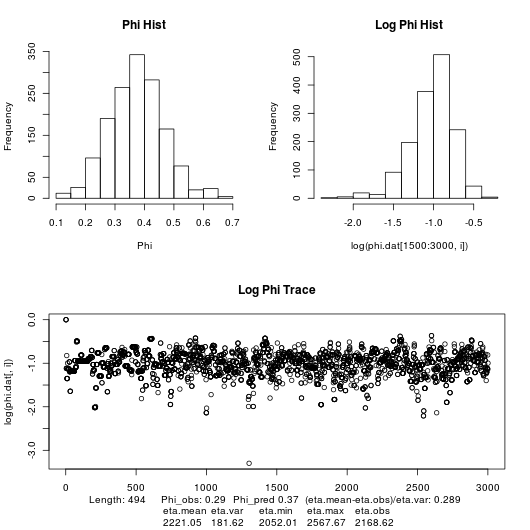 Phi Hist
Log Phi Hist
Frequency
0
50
150
250
350
0.1 0.2 0.3 0.4 0.5 0.6 0.7
Phi
Frequency
0
100
200
300
400
500
-2.0 -1.5 -1.0 -0.5
log(phi.dat[1500:3000, i])
Log Phi Trace
log(phi.dat[, i])
0.0
-1.0
-2.0
-3.0
0 500 1000 1500 2000 2500 3000
Length: 494 Phi_obs: 0.29 Phi_pred 0.37 (eta.mean-eta.obs)/eta.var: 0.289
eta.mean eta.var eta.min eta.max eta.obs
2221.05 181.62 2052.01 2567.67 2168.62